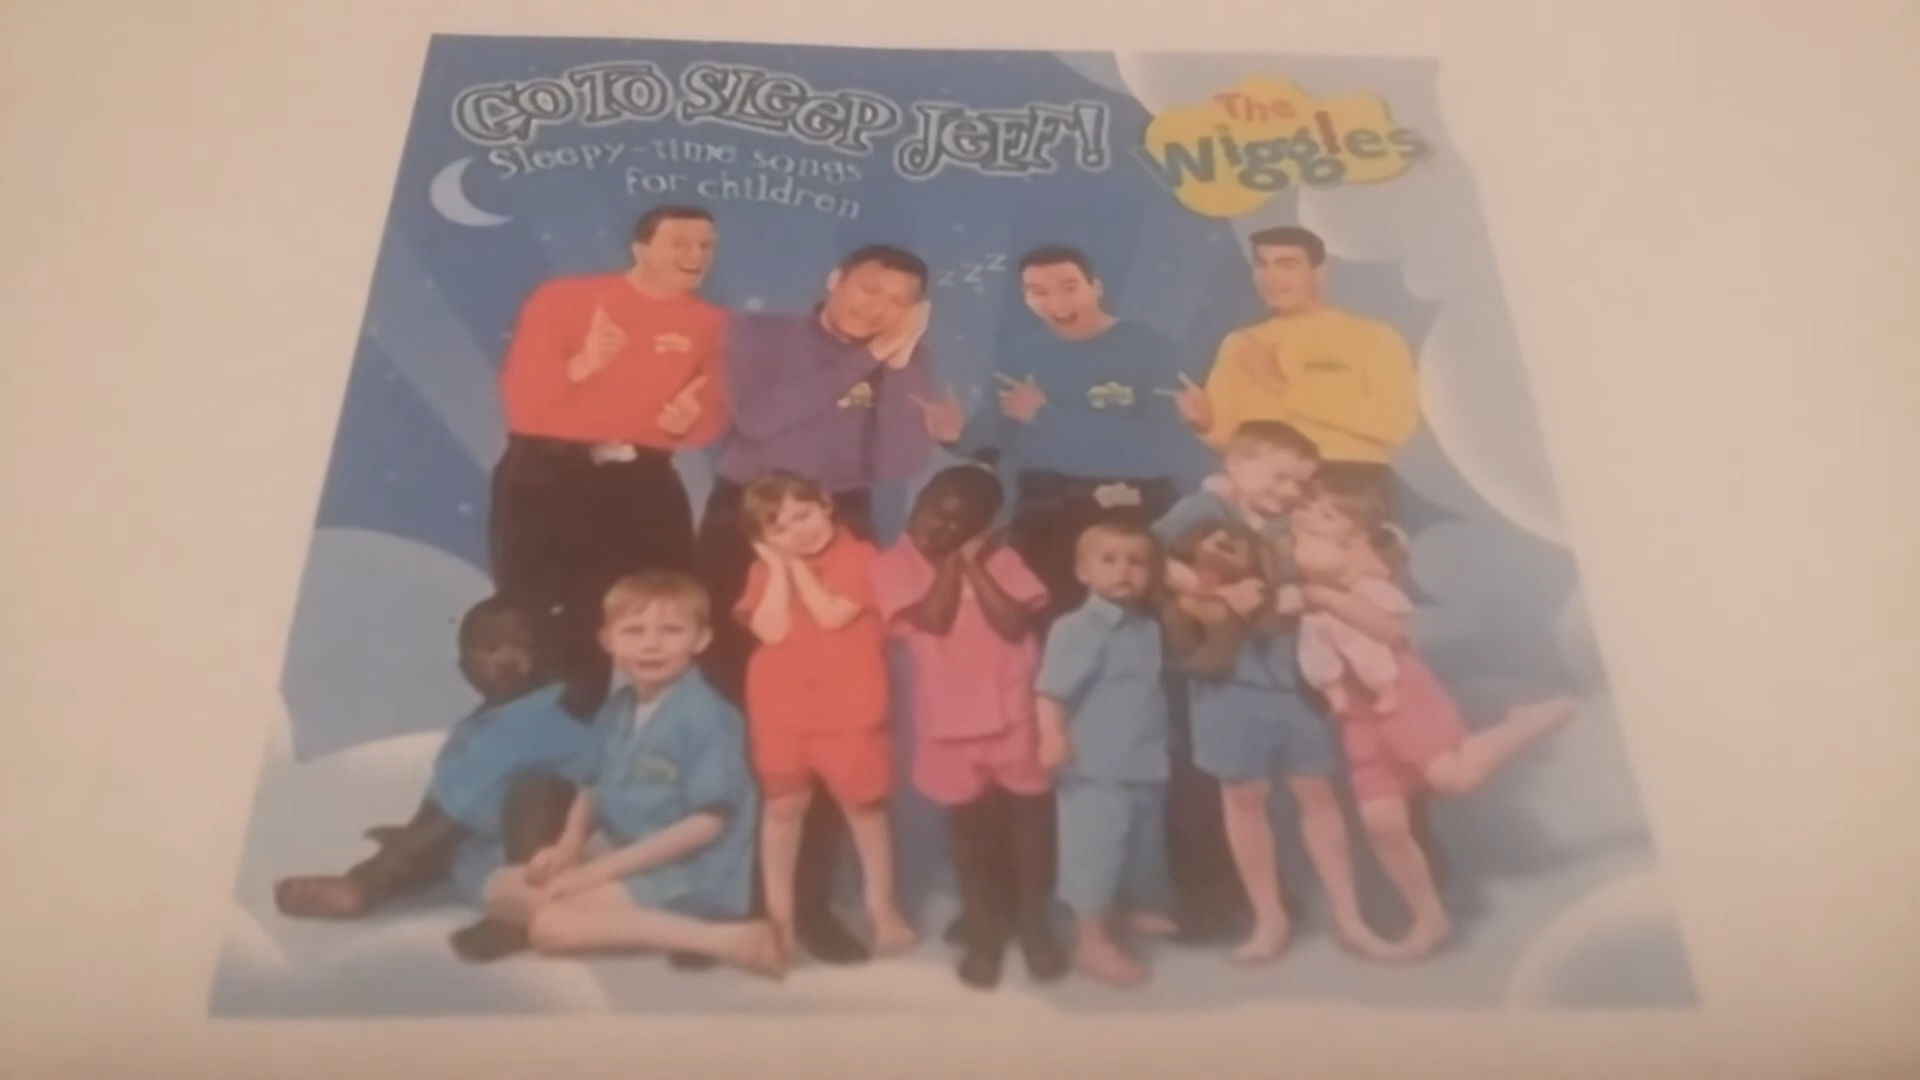 GO TO SLEEP JEFF!
Sleepy-time songs
for children
The
Wiggles
z z z